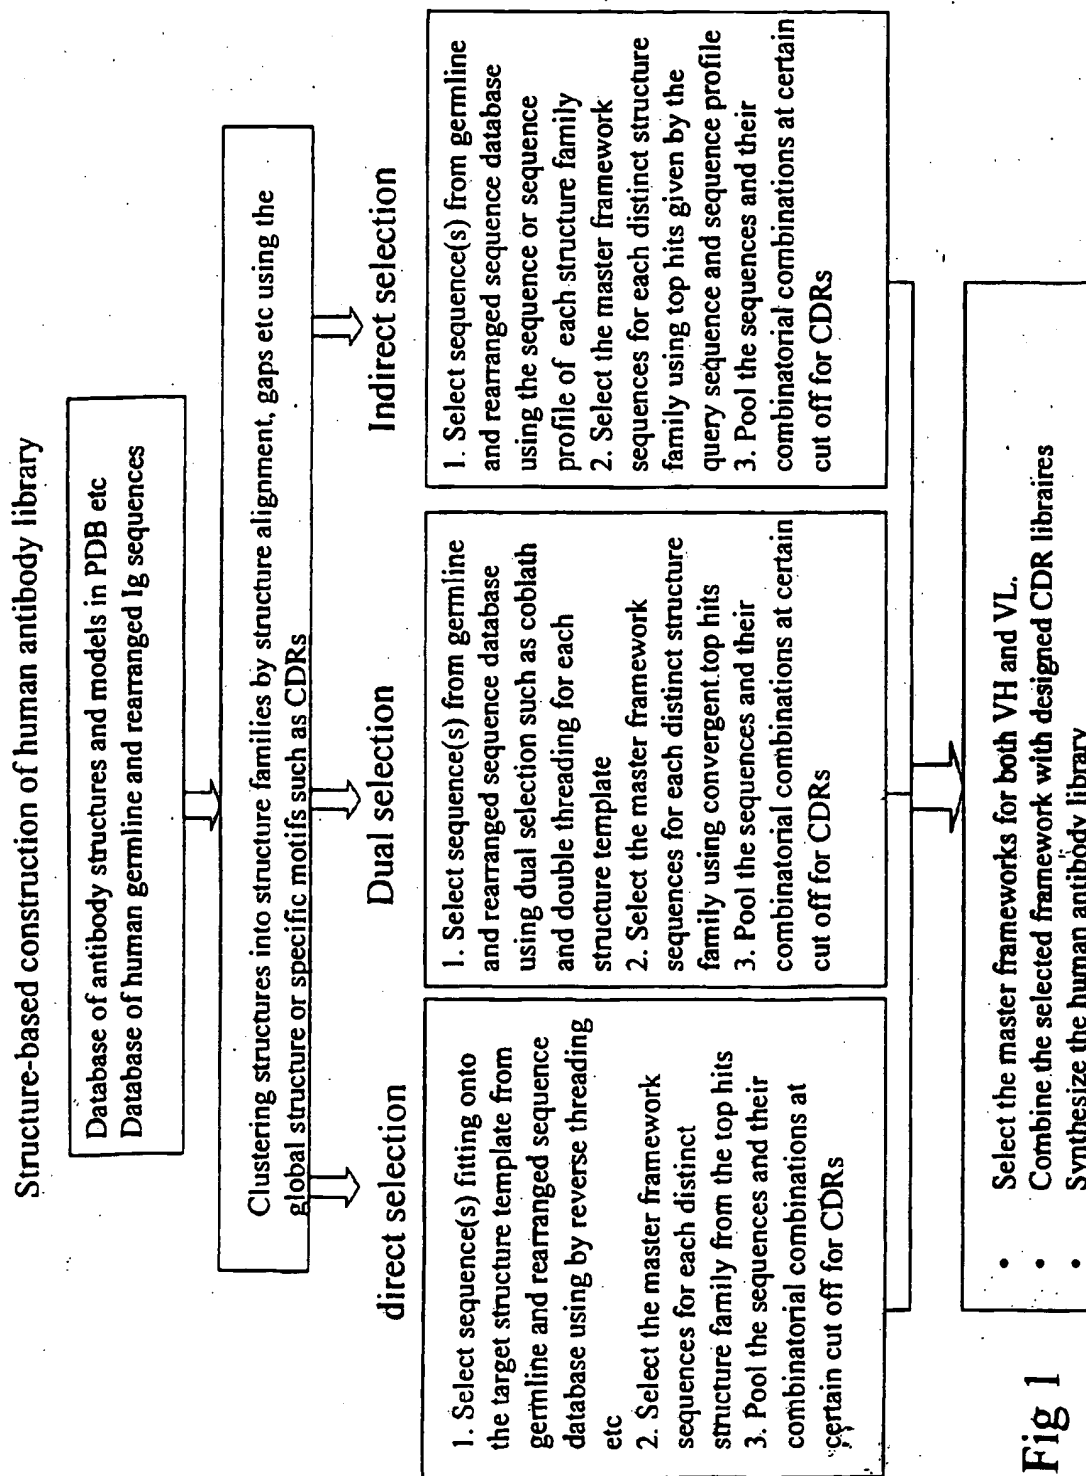 Structure-based construction of human antibody library
Database of antibody structures and models in PDB etc
Database of human germline and rearranged Ig sequences
Clustering structures into structure families by structure alignment, gaps etc using the
global structure or specific motifs such as CDRs
direct selection
Dual selection
Indirect selection
1. Select sequence(s) fitting onto
the target structure template from
germline and rearranged sequence
database using by reverse threading
etc
2. Select the master framework
sequences for each distinct
structure family from the top hits
3. Pool the sequences and their
combinatorial combinations at
certain cut off for CDRs
1. Select sequence(s) from germline
and rearranged sequence database
using dual selection such as coblath
and double threading for each
structure template
2. Select the master framework
sequences for each distinct structure
family using convergent top hits
3. Pool the sequences and their
combinatorial combinations at certain
cut off for CDRs
1. Select sequence(s) from germline
and rearranged sequence database
using the sequence or sequence
profile of each structure family
2. Select the master framework
sequences for each distinct structure
family using top hits given by the
query sequence and sequence profile
3. Pool the sequences and their
combinatorial combinations at certain
cut off for CDRs
• Select the master frameworks for both VH and VL.
• Combine the selected framework with designed CDR libraires
• Synthesize the human antibody library
Fig 1